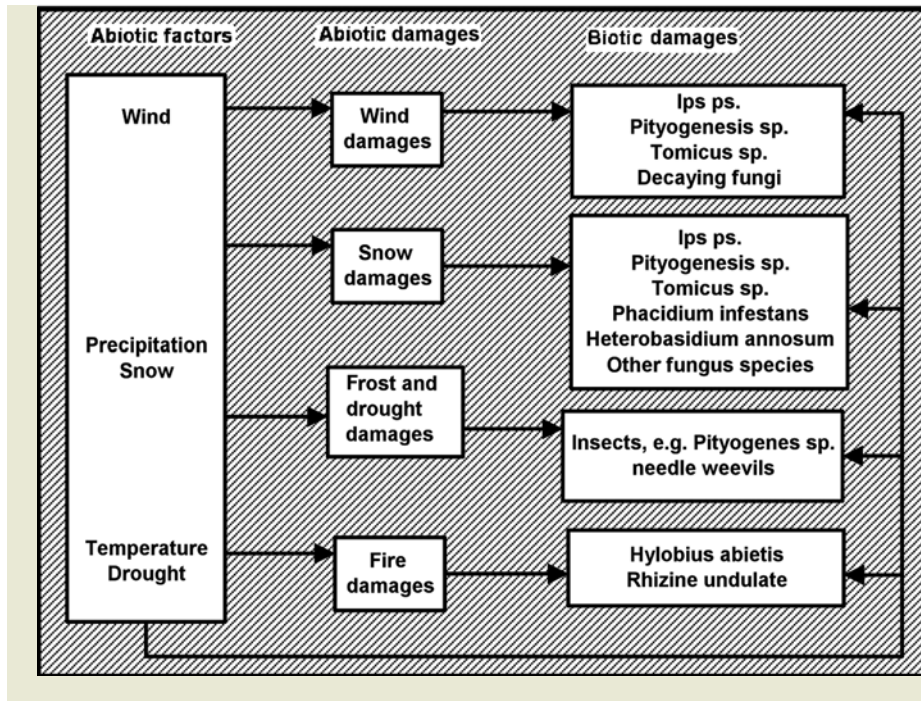 Abiotic factors
Abiotic damages
Biotic damages
Wind
Precipitation
Snow
Temperature
Drought
Wind
damages
Snow
damages
Frost and
drought
damages
Fire
damages
Ips ps.
Pityogenesis sp.
Tomicus sp.
Decaying fungi
Ips ps.
Pityogenesis sp.
Tomicus sp.
Phacidium infestans
Heterobasidium annosum
Other fungus species
Insects, e.g. Pityogenes sp.
needle weevils
Hylobius abietis
Rhizine undulate